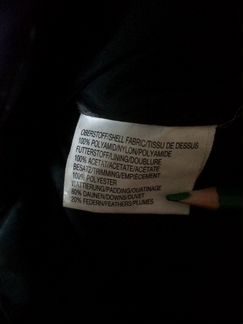 OBERSTOFF/SHELL FABRIC/TISSU DE DESSUS
100% POLYAMID/NYLON/POLYAMIDE
FUTTERSTOFF/LINING/DOUBLURE
100% ACETAT/ACETATE/ACETATE
BESATZ/TRIMMING/EMPIECEMENT
100% POLYESTER
WATTIERUNG/PADDING/OUATINAGE
80% DAUNEN/DOWNS/DUVET
20% FEDERN/FEATHERS/PLUMES